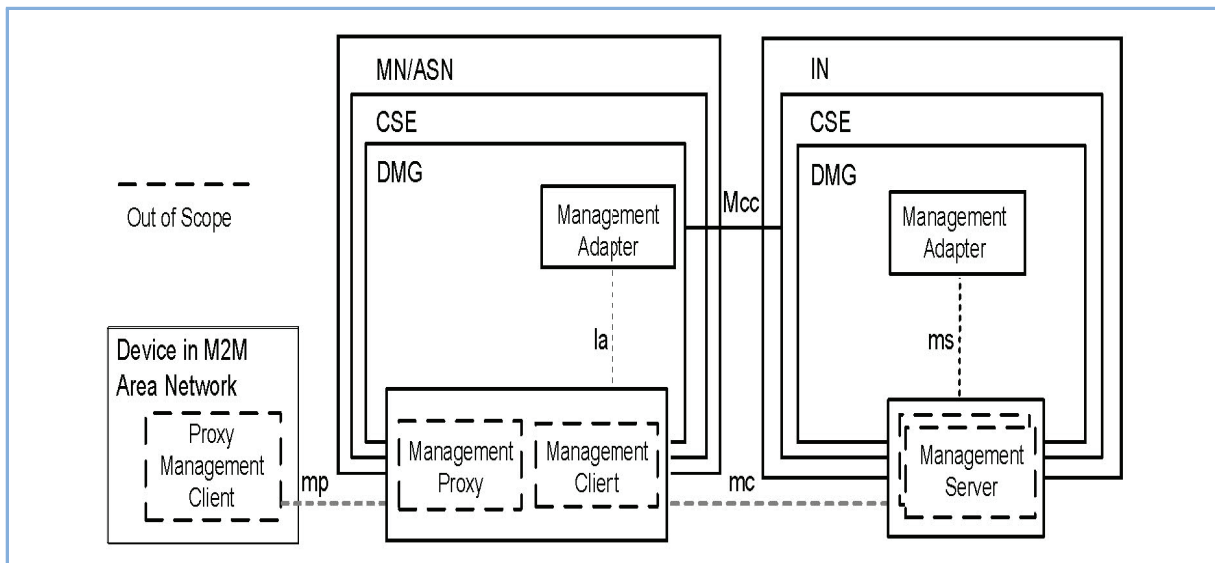 MN/ASN
CSE
DMG
Management
Adapter
la
Management
Proxy
Management
Cliert
Mcc
IN
CSE
DMG
Management
Adapter
ms
Management
Server
mc
mp
Out of Scope
Device in M2M
Area Network
Proxy
Management
Client